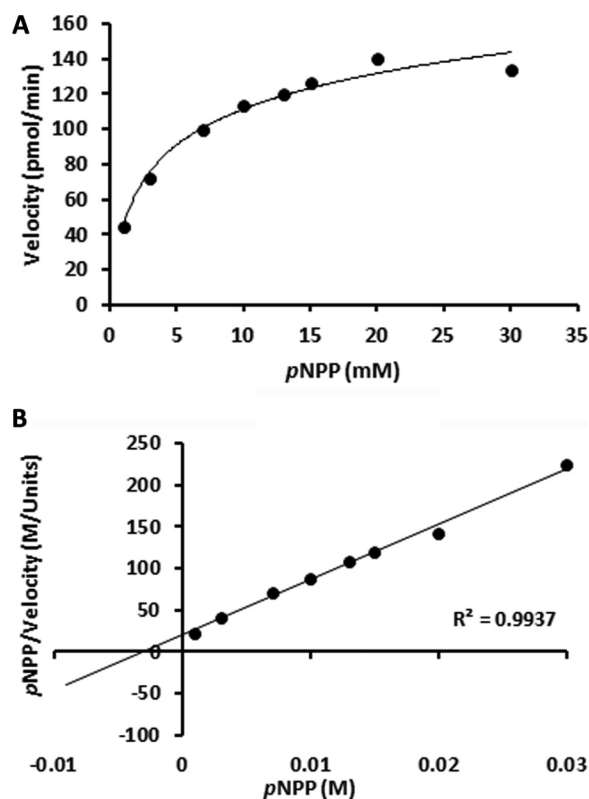 A
160
140
120
100
80
60
40
20
0
Velocity (pmol/min)
0 5 10 15 20 25 30 35
pNPP (mM)
B
250
200
150
100
50
0
-50
-100
pNPP/Velocity (M/Units)
R² = 0.9937
-0.01 0 0.01 0.02 0.03
pNPP (M)